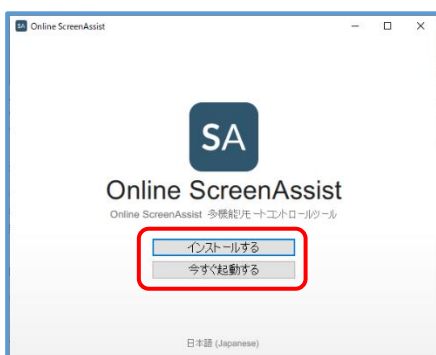 SA Online ScreenAssist
SA
Online ScreenAssist
Online ScreenAssist 多機能リモートコントロールツール
インストールする
今すぐ起動する
日本語 (Japanese)